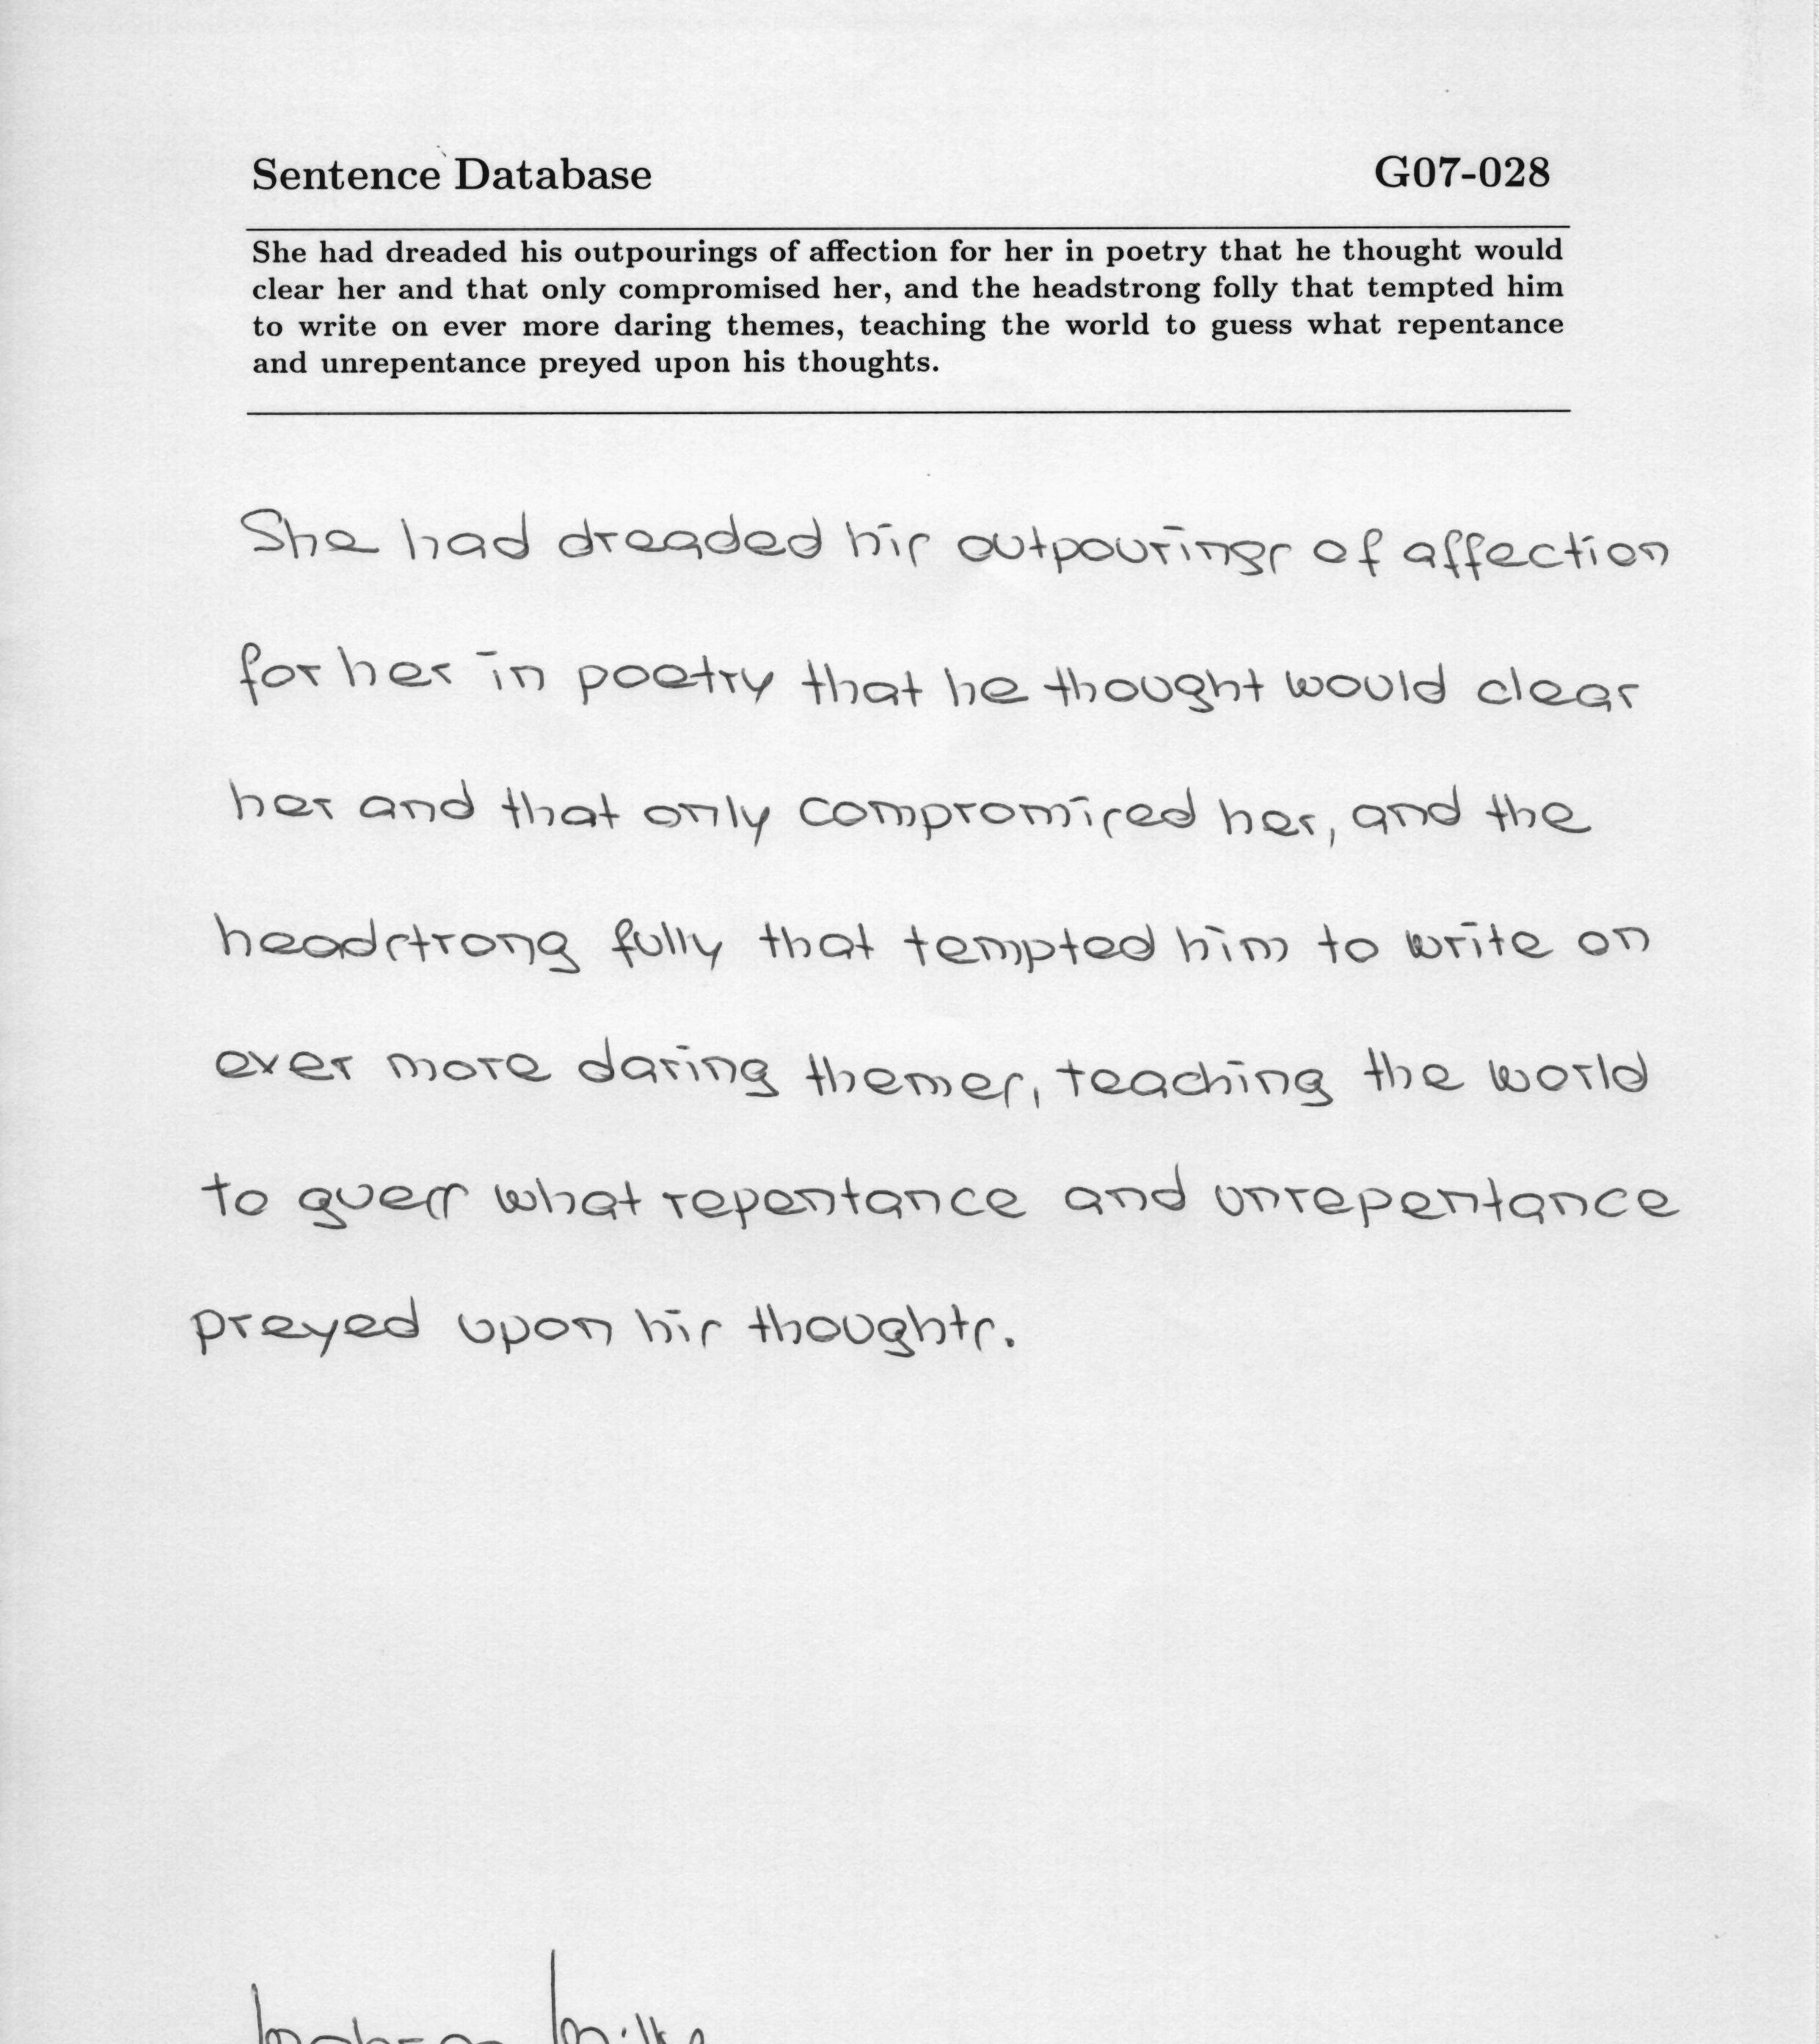 Sentence Database G07-028
She had dreaded his outpourings of affection for her in poetry that he thought would
clear her and that only compromised her, and the headstrong folly that tempted him
to write on ever more daring themes, teaching the world to guess what repentance
and unrepentance preyed upon his thoughts.
She had dreaded his outpourings of affection
for her in poetry that he thought would clear
her and that only compromised her, and the
headstrong fully that tempted him to write on
ever more daring themes, teaching the world
to guess what repentance and unrepentance
preyed upon his thoughts.